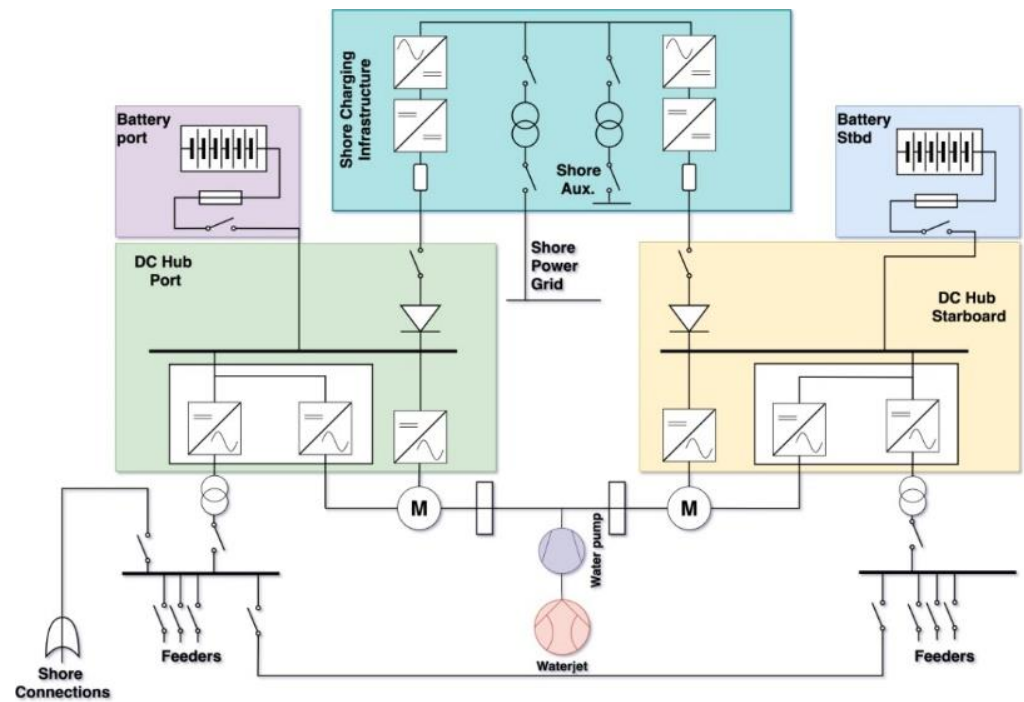 Shore Charging
Infrastructure
Battery
port
Battery
Stbd
Shore
Aux.
DC Hub
Port
Shore
Power
Grid
DC Hub
Starboard
M
M
Water pump
Feeders
Waterjet
Feeders
Shore
Connections